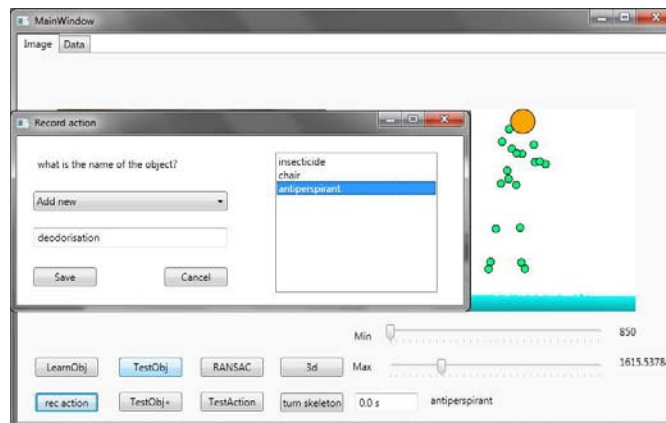 MainWindow
Image Data
Record action
what is the name of the object?
Add new
deodorisation
Save Cancel
insecticide
chair
antiperspirant
Min 850
LearnObj TestObj RANSAC 3d Max 1615.5378
rec action TestObj+ TestAction turn skeleton 0.0 s antiperspirant